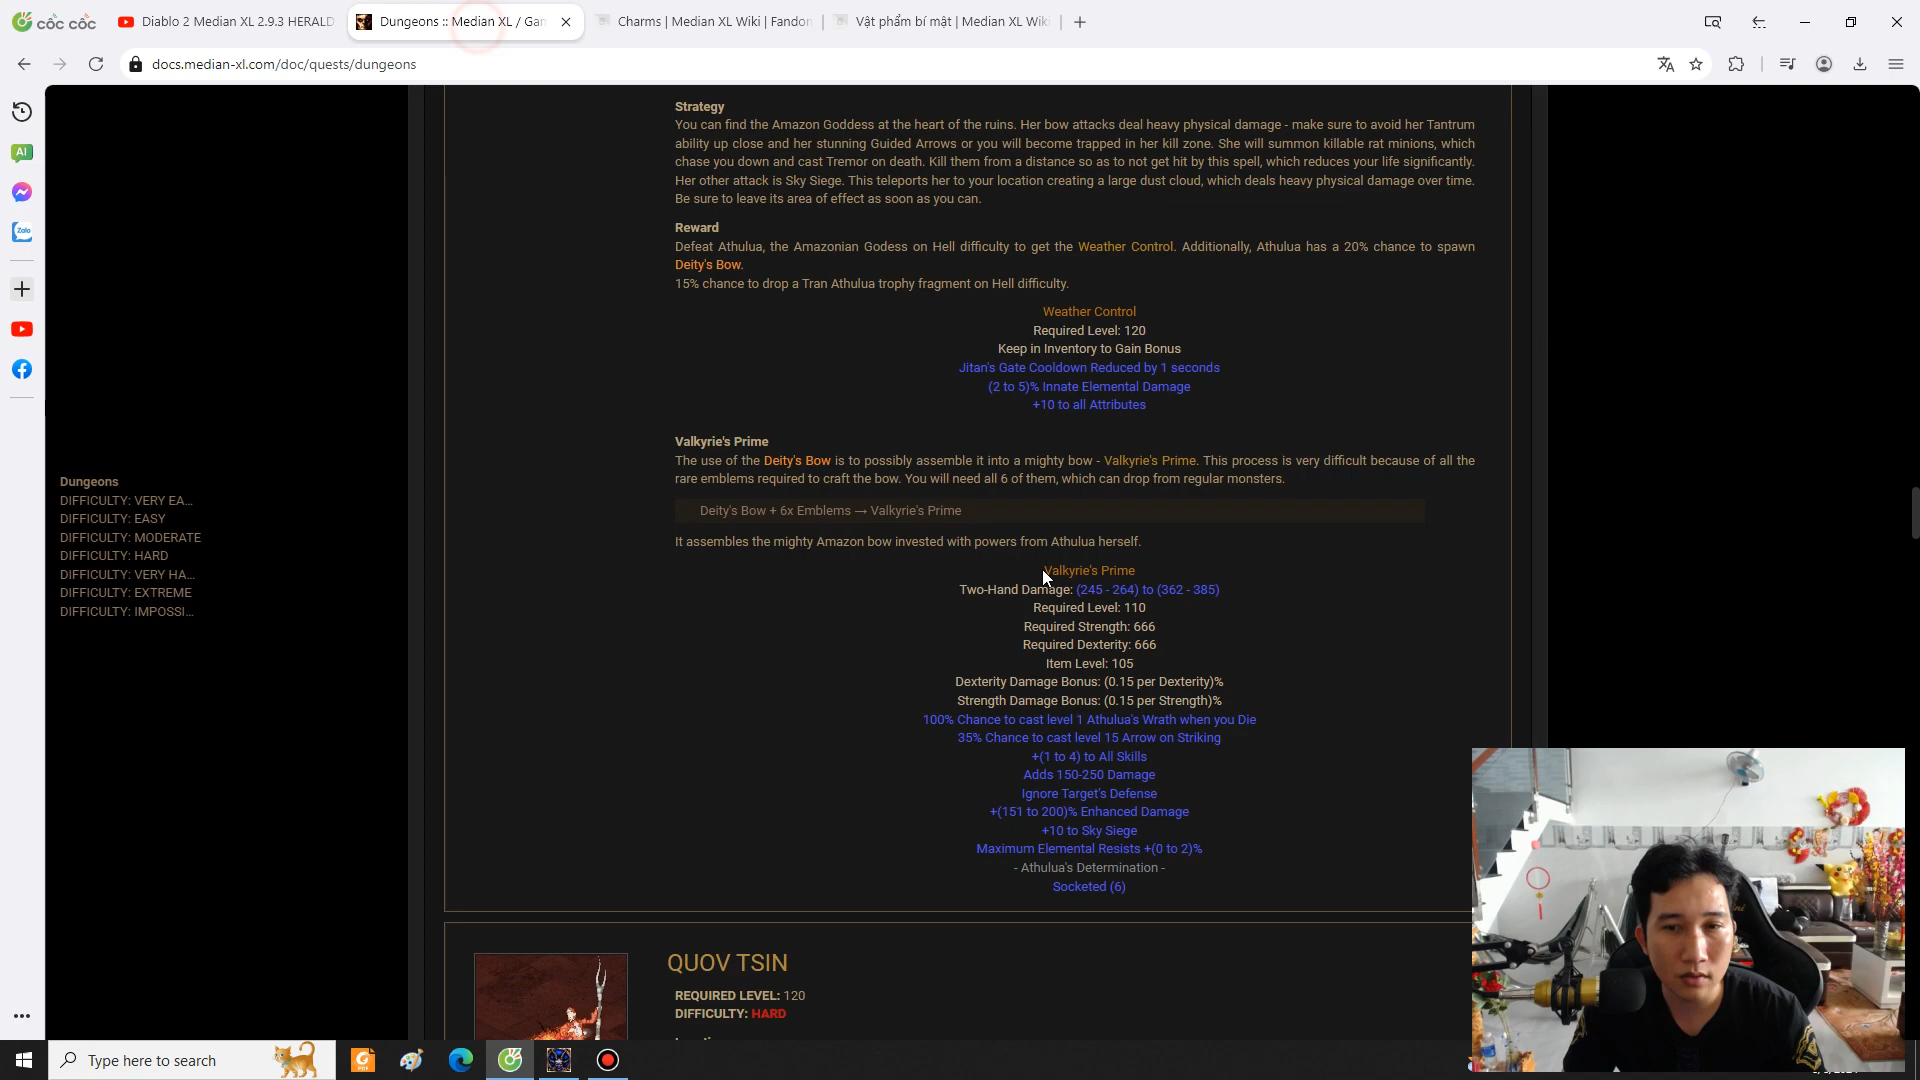 cốc cốc
Diablo 2 Median XL 2.9.3 HERALD
Dungeons :: Median XL / Gam
Charms | Median XL Wiki | Fandom
Vật phẩm bí mật | Median XL Wiki
docs.median-xl.com/doc/quests/dungeons
AI
Zalo
Dungeons
DIFFICULTY: VERY EA...
DIFFICULTY: EASY
DIFFICULTY: MODERATE
DIFFICULTY: HARD
DIFFICULTY: VERY HA...
DIFFICULTY: EXTREME
DIFFICULTY: IMPOSSI...
Strategy
You can find the Amazon Goddess at the heart of the ruins. Her bow attacks deal heavy physical damage - make sure to avoid her Tantrum
ability up close and her stunning Guided Arrows or you will become trapped in her kill zone. She will summon killable rat minions, which
chase you down and cast Tremor on death. Kill them from a distance so as to not get hit by this spell, which reduces your life significantly.
Her other attack is Sky Siege. This teleports her to your location creating a large dust cloud, which deals heavy physical damage over time.
Be sure to leave its area of effect as soon as you can.
Reward
Defeat Athulua, the Amazonian Godess on Hell difficulty to get the Weather Control. Additionally, Athulua has a 20% chance to spawn
Deity's Bow.
15% chance to drop a Tran Athulua trophy fragment on Hell difficulty.
Weather Control
Required Level: 120
Keep in Inventory to Gain Bonus
Jitan's Gate Cooldown Reduced by 1 seconds
(2 to 5)% Innate Elemental Damage
+10 to all Attributes
Valkyrie's Prime
The use of the Deity's Bow is to possibly assemble it into a mighty bow - Valkyrie's Prime. This process is very difficult because of all the
rare emblems required to craft the bow. You will need all 6 of them, which can drop from regular monsters.
Deity's Bow + 6x Emblems → Valkyrie's Prime
It assembles the mighty Amazon bow invested with powers from Athulua herself.
Valkyrie's Prime
Two-Hand Damage: (245 - 264) to (362 - 385)
Required Level: 110
Required Strength: 666
Required Dexterity: 666
Item Level: 105
Dexterity Damage Bonus: (0.15 per Dexterity)%
Strength Damage Bonus: (0.15 per Strength)%
100% Chance to cast level 1 Athulua's Wrath when you Die
35% Chance to cast level 15 Arrow on Striking
+(1 to 4) to All Skills
Adds 150-250 Damage
Ignore Target's Defense
+(151 to 200)% Enhanced Damage
+10 to Sky Siege
Maximum Elemental Resists +(0 to 2)%
- Athulua's Determination -
Socketed (6)
QUOV TSIN
REQUIRED LEVEL: 120
DIFFICULTY: HARD
Type here to search